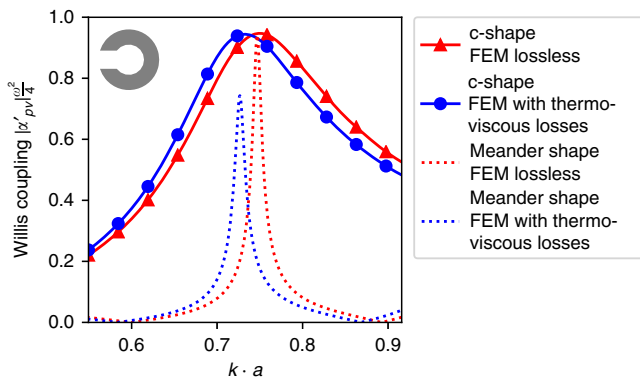 1.0
0.8
0.6
0.4
0.2
0.0
Willis coupling |α′pv|ω²/4
0.6
0.7
0.8
0.9
k · a
c-shape
FEM lossless
c-shape
FEM with thermo-
viscous losses
Meander shape
FEM lossless
Meander shape
FEM with thermo-
viscous losses